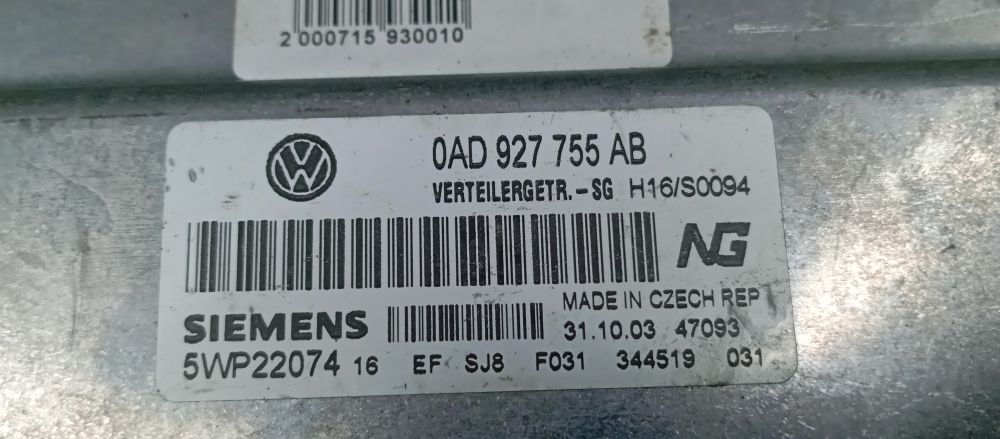 2 000715 930010
0AD 927 755 AB
VERTEILERGETR.-SG H16/S0094
NG
MADE IN CZECH REP
SIEMENS 31.10.03 47093
5WP22074 16 EF SJ8 F031 344519 031